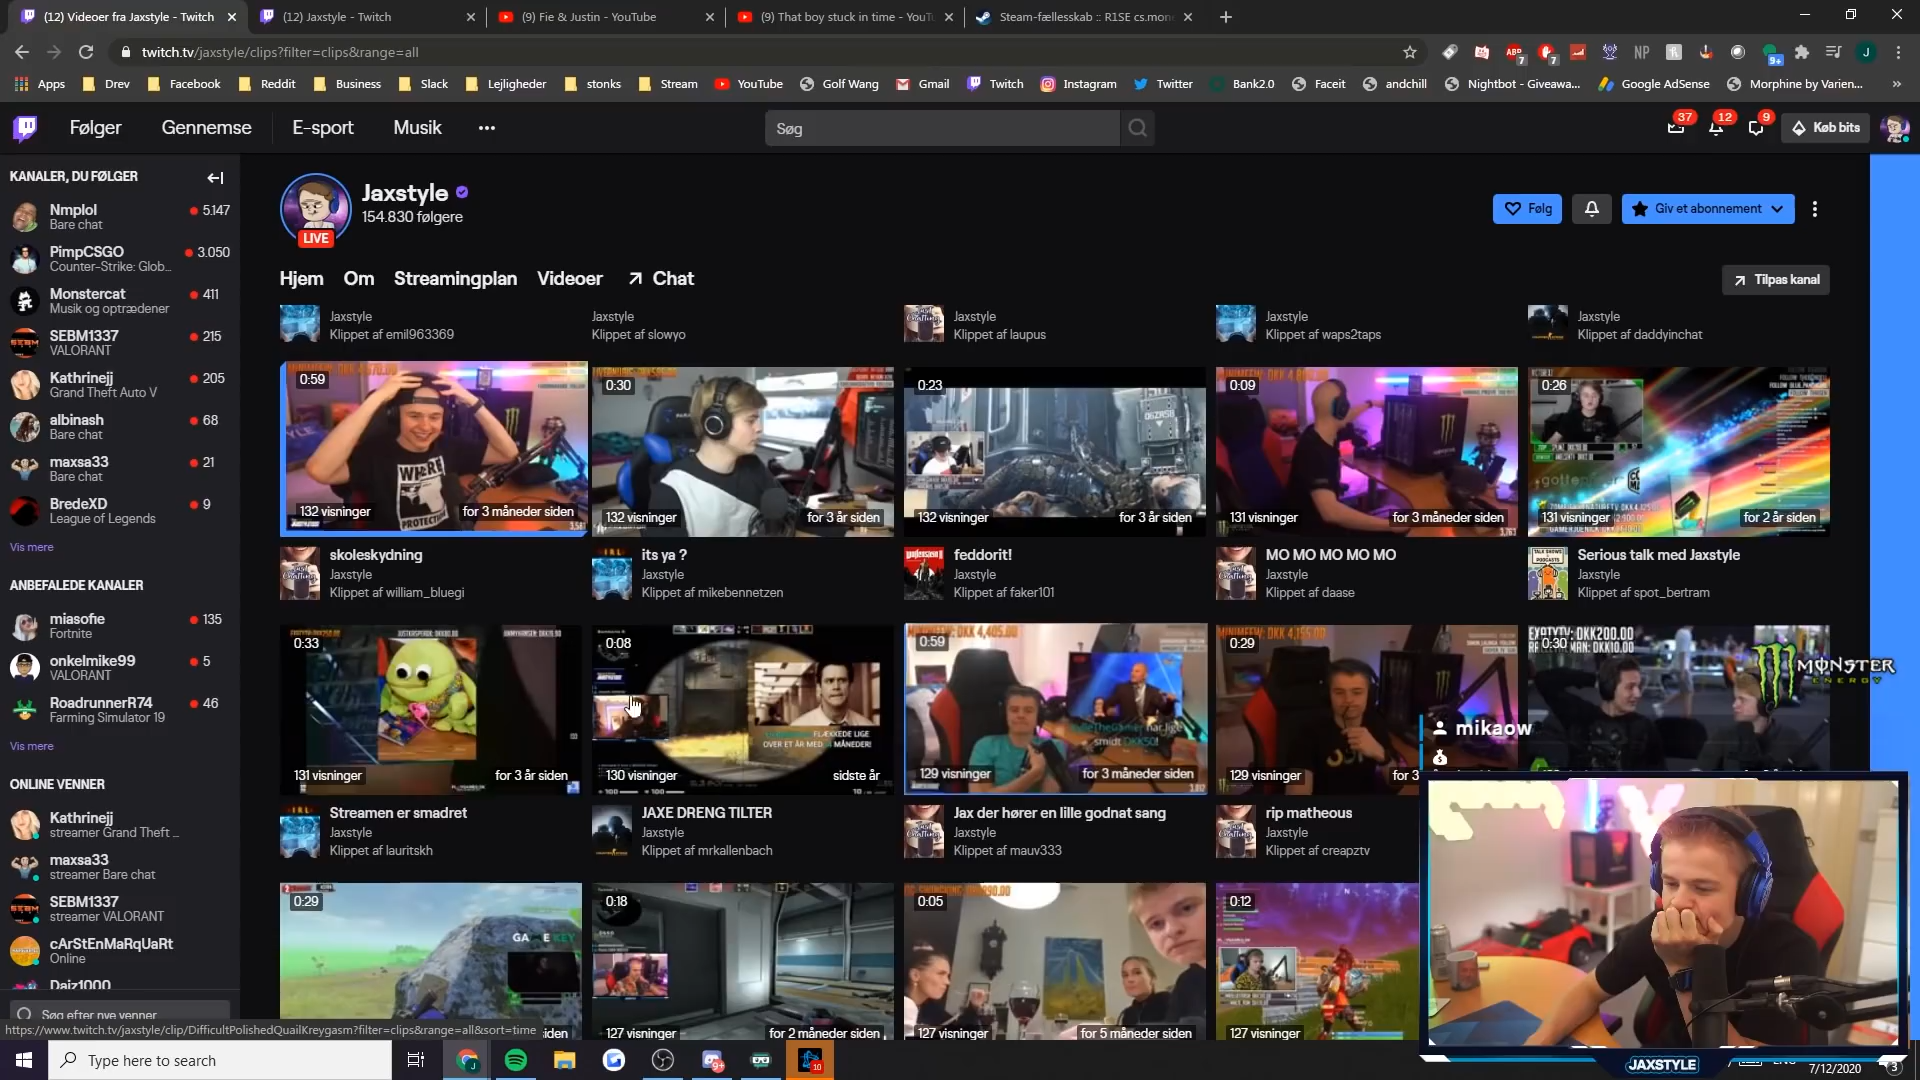 (12) Videoer fra Jaxstyle - Twitch
(12) Jaxstyle - Twitch
(9) Fie & Justin - YouTube
(9) That boy stuck in time - YouTu
Steam-fællesskab :: R1SE cs.mon
twitch.tv/jaxstyle/clips?filter=clips&range=all
Apps Drev Facebook Reddit Business Slack Lejligheder stonks Stream YouTube Golf Wang Gmail Twitch Instagram Twitter Bank2.0 Faceit andchill Nightbot - Giveawa... Google AdSense Morphine by Varien... »
Følger Gennemse E-sport Musik ••• Søg 37 12 9 Køb bits
KANALER, DU FØLGER
Nmplol 5.147
Bare chat
PimpCSGO 3.050
Counter-Strike: Glob...
Monstercat 411
Musik og optrædener
SEBM1337 215
VALORANT
Kathrinejj 205
Grand Theft Auto V
albinash 68
Bare chat
maxsa33 21
Bare chat
BredeXD 9
League of Legends
Vis mere
ANBEFALEDE KANALER
miasofie 135
Fortnite
onkelmike99 5
VALORANT
RoadrunnerR74 46
Farming Simulator 19
Vis mere
ONLINE VENNER
Kathrinejj
streamer Grand Theft ...
maxsa33
streamer Bare chat
SEBM1337
streamer VALORANT
cArStEnMaRqUaRt
Online
Daiz1000
Søg efter nye venner
Jaxstyle
154.830 følgere
LIVE
Følg
Giv et abonnement
Hjem Om Streamingplan Videoer Chat
Tilpas kanal
Jaxstyle
Klippet af emil963369
Jaxstyle
Klippet af slowyo
Jaxstyle
Klippet af laupus
Jaxstyle
Klippet af waps2taps
Jaxstyle
Klippet af daddyinchat
0:59
132 visninger for 3 måneder siden
skoleskydning
Jaxstyle
Klippet af william_bluegi
0:30
132 visninger for 3 år siden
its ya ?
Jaxstyle
Klippet af mikebennetzen
0:23
132 visninger for 3 år siden
feddorit!
Jaxstyle
Klippet af faker101
0:09
131 visninger for 3 måneder siden
MO MO MO MO MO
Jaxstyle
Klippet af daase
0:26
131 visninger for 2 år siden
Serious talk med Jaxstyle
Jaxstyle
Klippet af spot_bertram
0:33
131 visninger for 3 år siden
Streamen er smadret
Jaxstyle
Klippet af lauritskh
0:08
OVER ET ÅR MED MÅNEDER!
130 visninger sidste år
JAXE DRENG TILTER
Jaxstyle
Klippet af mrkallenbach
0:59
har lige
smidt DKK50!
129 visninger for 3 måneder siden
Jax der hører en lille godnat sang
Jaxstyle
Klippet af mauv333
0:29
129 visninger for 3
rip matheous
Jaxstyle
Klippet af creapztv
0:30
MONSTER
ENERGY
mikaow
0:29
0:18
127 visninger for 2 måneder siden
0:05
127 visninger for 5 måneder siden
0:12
127 visninger
https://www.twitch.tv/jaxstyle/clip/DifficultPolishedQuailKreygasm?filter=clips&range=all&sort=time
siden
Type here to search
JAXSTYLE
7/12/2020
3